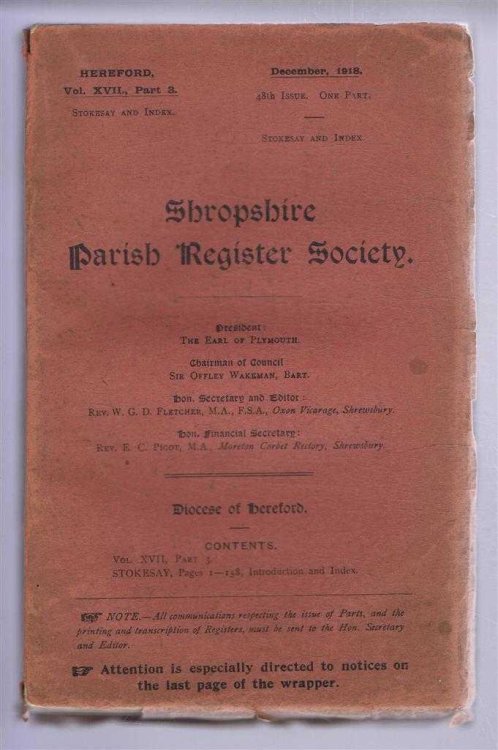 HEREFORD,
Vol. XVII., Part 3.
STOKESAY AND INDEX.
December, 1918.
48th ISSUE. ONE PART.
STOKESAY AND INDEX.
Shropshire
Parish Register Society.
President:
THE EARL OF PLYMOUTH.
Chairman of Council
SIR OFFLEY WAKEMAN, BART.
Hon. Secretary and Editor:
REV. W. G. D. FLETCHER, M.A., F.S.A., Oxon Vicarage, Shrewsbury.
Hon. Financial Secretary:
REV. E. C. PIGOT, M.A., Moreton Corbet Rectory, Shrewsbury.
Diocese of Hereford.
CONTENTS.
VOL. XVII, PART 3
STOKESAY, Pages 1—158, Introduction and Index.
NOTE.—All communications respecting the issue of Parts, and the
printing and transcription of Registers, must be sent to the Hon. Secretary
and Editor.
Attention is especially directed to notices on
the last page of the wrapper.